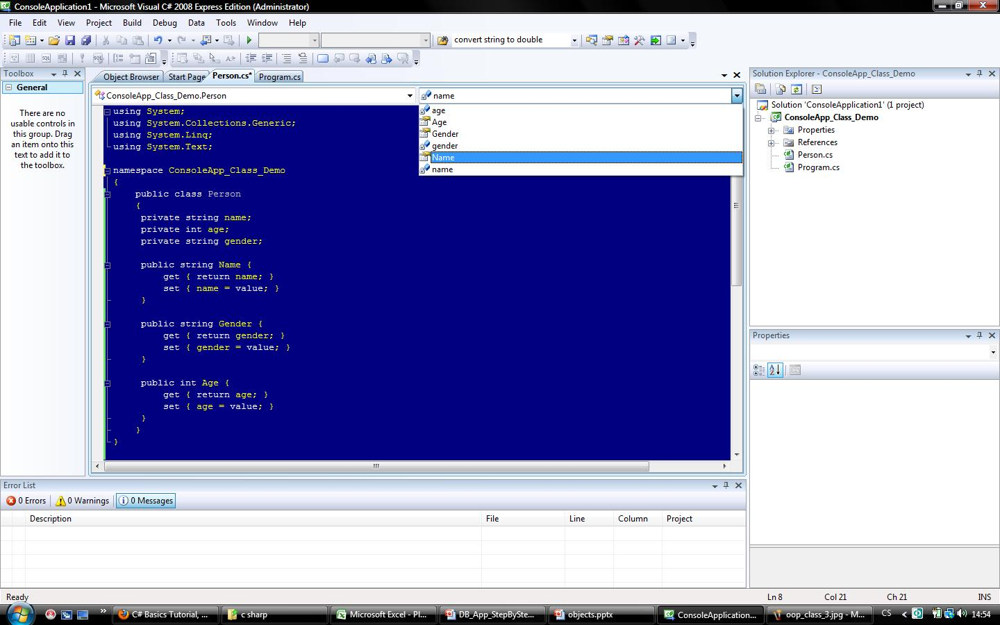 ConsoleApplication1 - Microsoft Visual C# 2008 Express Edition (Administrator)
File Edit View Project Build Debug Data Tools Window Help
convert string to double
Toolbox
General
There are no
usable controls in
this group. Drag
an item onto this
text to add it to
the toolbox.
Object Browser Start Page Person.cs* Program.cs
ConsoleApp_Class_Demo.Person
name
age
Age
Gender
gender
Name
name
using System;
using System.Collections.Generic;
using System.Linq;
using System.Text;
namespace ConsoleApp_Class_Demo
{
public class Person
{
private string name;
private int age;
private string gender;
public string Name {
get { return name; }
set { name = value; }
}
public string Gender {
get { return gender; }
set { gender = value; }
}
public int Age {
get { return age; }
set { age = value; }
}
}
}
Solution Explorer - ConsoleApp_Class_Demo
Solution 'ConsoleApplication1' (1 project)
ConsoleApp_Class_Demo
Properties
References
Person.cs
Program.cs
Properties
Error List
0 Errors 0 Warnings 0 Messages
Description File Line Column Project
Ready Ln 8 Col 21 Ch 21 INS
C# Basics Tutorial, ... c sharp Microsoft Excel - Pl... DB_App_StepBySte... objects.pptx ConsoleApplication... oop_class_3.jpg - M... CS 14:54